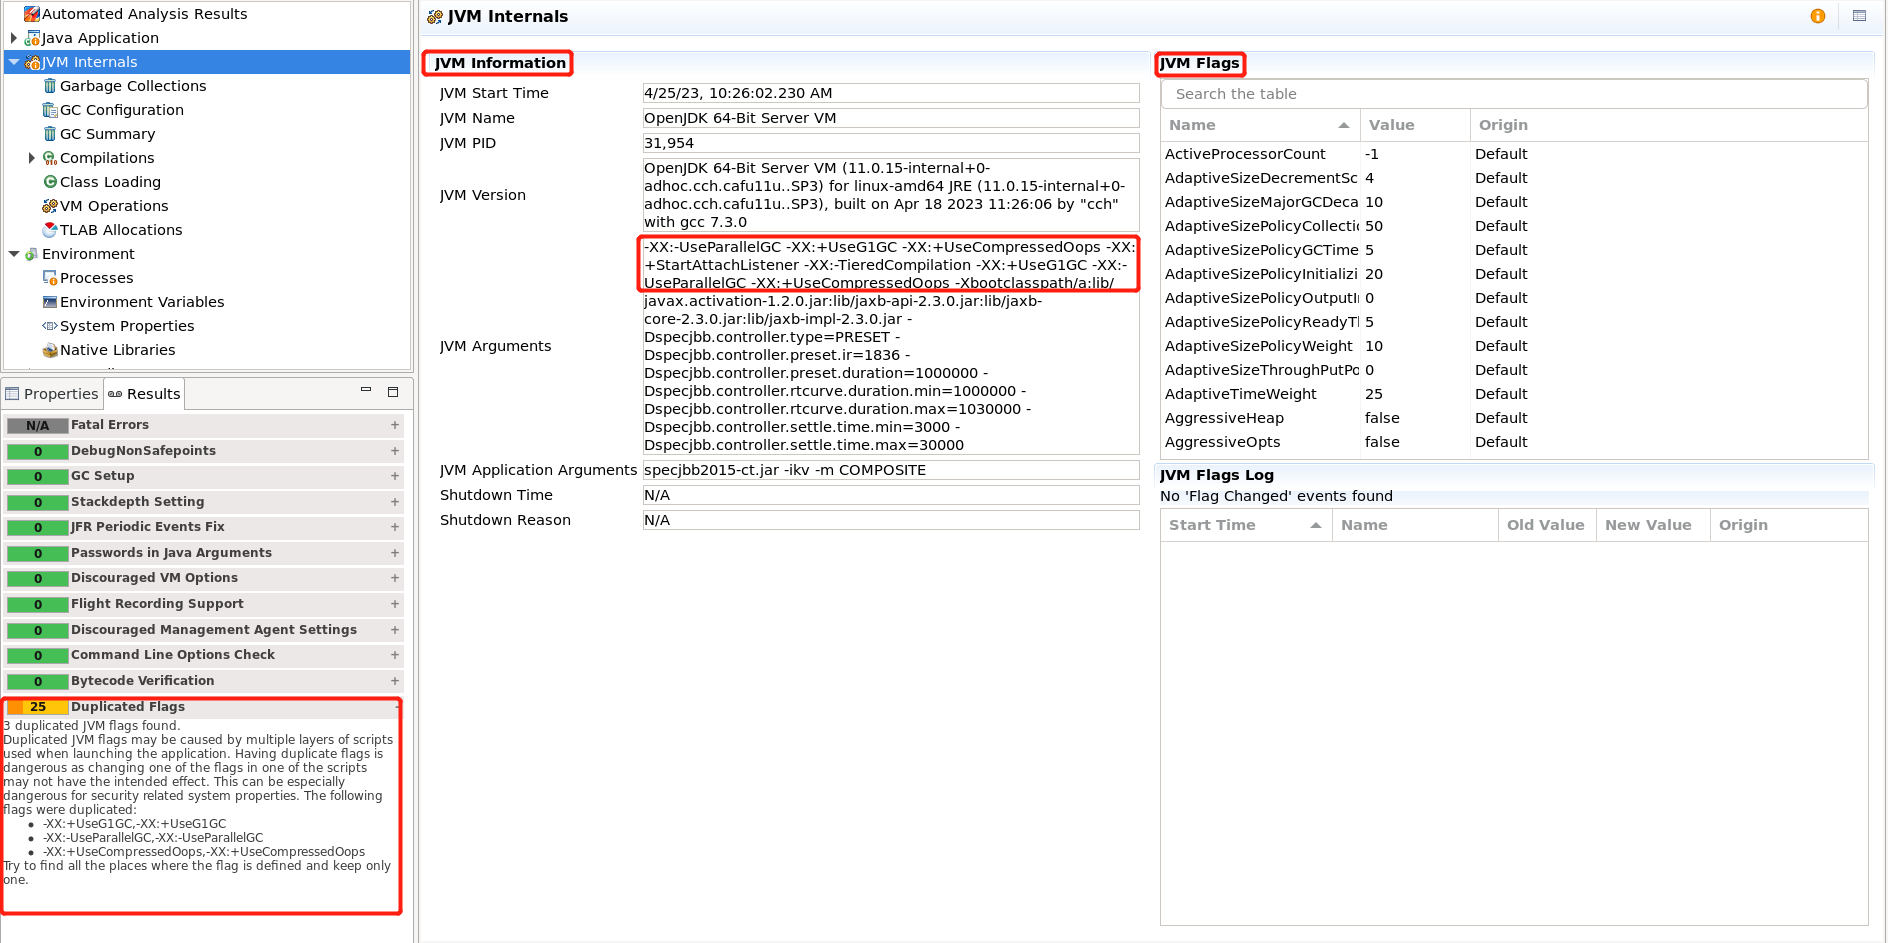 Automated Analysis Results
Java Application
JVM Internals
Garbage Collections
GC Configuration
GC Summary
Compilations
Class Loading
VM Operations
TLAB Allocations
Environment
Processes
Environment Variables
System Properties
Native Libraries
Properties
Results
N/A Fatal Errors +
0 DebugNonSafepoints +
0 GC Setup +
0 Stackdepth Setting +
0 JFR Periodic Events Fix +
0 Passwords in Java Arguments +
0 Discouraged VM Options +
0 Flight Recording Support +
0 Discouraged Management Agent Settings +
0 Command Line Options Check +
0 Bytecode Verification +
25 Duplicated Flags -
3 duplicated JVM flags found.
Duplicated JVM flags may be caused by multiple layers of scripts
used when launching the application. Having duplicate flags is
dangerous as changing one of the flags in one of the scripts
may not have the intended effect. This can be especially
dangerous for security related system properties. The following
flags were duplicated:
• -XX:+UseG1GC,-XX:+UseG1GC
• -XX:-UseParallelGC,-XX:-UseParallelGC
• -XX:+UseCompressedOops,-XX:+UseCompressedOops
Try to find all the places where the flag is defined and keep only
one.
JVM Internals
JVM Information
JVM Start Time 4/25/23, 10:26:02.230 AM
JVM Name OpenJDK 64-Bit Server VM
JVM PID 31,954
JVM Version
OpenJDK 64-Bit Server VM (11.0.15-internal+0-
adhoc.cch.cafu11u..SP3) for linux-amd64 JRE (11.0.15-internal+0-
adhoc.cch.cafu11u..SP3), built on Apr 18 2023 11:26:06 by "cch"
with gcc 7.3.0
JVM Arguments
-XX:-UseParallelGC -XX:+UseG1GC -XX:+UseCompressedOops -XX:
+StartAttachListener -XX:-TieredCompilation -XX:+UseG1GC -XX:-
UseParallelGC -XX:+UseCompressedOops -Xbootclasspath/a:lib/
javax.activation-1.2.0.jar:lib/jaxb-api-2.3.0.jar:lib/jaxb-
core-2.3.0.jar:lib/jaxb-impl-2.3.0.jar -
Dspecjbb.controller.type=PRESET -
Dspecjbb.controller.preset.ir=1836 -
Dspecjbb.controller.preset.duration=1000000 -
Dspecjbb.controller.rtcurve.duration.min=1000000 -
Dspecjbb.controller.rtcurve.duration.max=1030000 -
Dspecjbb.controller.settle.time.min=3000 -
Dspecjbb.controller.settle.time.max=30000
JVM Application Arguments specjbb2015-ct.jar -ikv -m COMPOSITE
Shutdown Time N/A
Shutdown Reason N/A
JVM Flags
Search the table
Name Value Origin
ActiveProcessorCount -1 Default
AdaptiveSizeDecrementSc 4 Default
AdaptiveSizeMajorGCDeca 10 Default
AdaptiveSizePolicyCollecti 50 Default
AdaptiveSizePolicyGCTime 5 Default
AdaptiveSizePolicyInitializi 20 Default
AdaptiveSizePolicyOutputI 0 Default
AdaptiveSizePolicyReadyT 5 Default
AdaptiveSizePolicyWeight 10 Default
AdaptiveSizeThroughPutPo 0 Default
AdaptiveTimeWeight 25 Default
AggressiveHeap false Default
AggressiveOpts false Default
JVM Flags Log
No 'Flag Changed' events found
Start Time Name Old Value New Value Origin